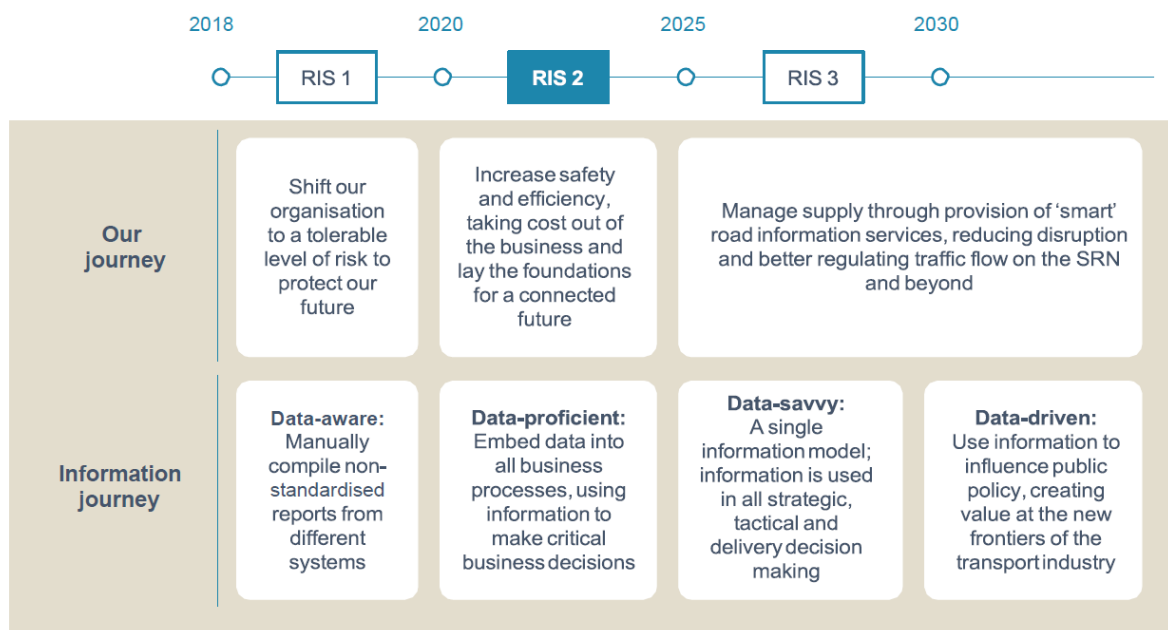 2018
2020
2025
2030
RIS 1
RIS 2
RIS 3
Our
journey
Shift our
organisation
to a tolerable
level of risk to
protect our
future
Increase safety
and efficiency,
taking cost out of
the business and
lay the foundations
for a connected
future
Manage supply through provision of ‘smart’
road information services, reducing disruption
and better regulating traffic flow on the SRN
and beyond
Information
journey
Data-aware:
Manually
compile non-
standardised
reports from
different
systems
Data-proficient:
Embed data into
all business
processes, using
information to
make critical
business decisions
Data-savvy:
A single
information model;
information is used
in all strategic,
tactical and
delivery decision
making
Data-driven:
Use information to
influence public
policy, creating
value at the new
frontiers of the
transport industry